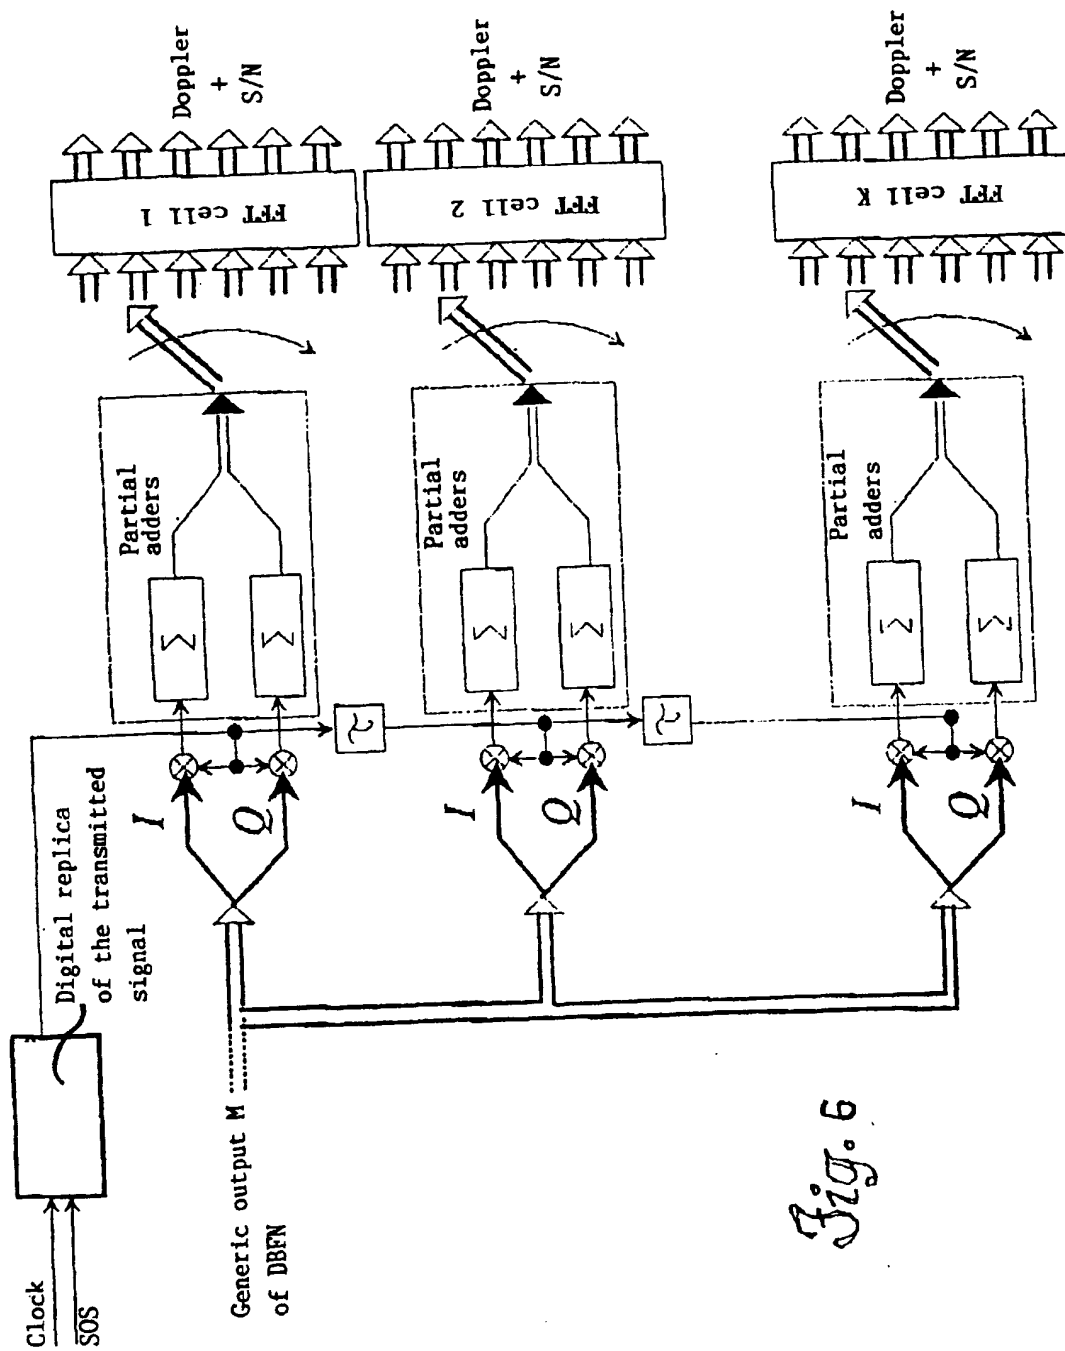 Clock
SOS
Digital replica
of the transmitted
signal
Generic output M
of DBFN
I
Q
Σ
Σ
Partial
adders
FFT cell 1
Doppler
+
S/N
τ
I
Q
Σ
Σ
Partial
adders
FFT cell 2
Doppler
+
S/N
τ
I
Q
Σ
Σ
Partial
adders
FFT cell K
Doppler
+
S/N
Fig. 6